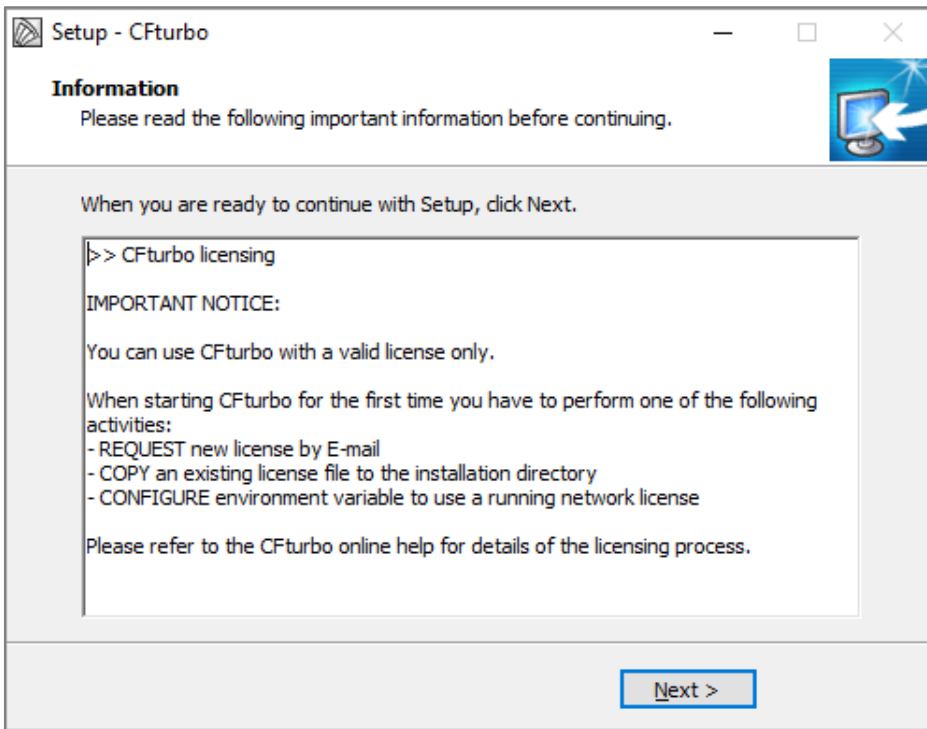 Setup - CFturbo
Information
Please read the following important information before continuing.
When you are ready to continue with Setup, click Next.
>> CFturbo licensing
IMPORTANT NOTICE:
You can use CFturbo with a valid license only.
When starting CFturbo for the first time you have to perform one of the following
activities:
- REQUEST new license by E-mail
- COPY an existing license file to the installation directory
- CONFIGURE environment variable to use a running network license
Please refer to the CFturbo online help for details of the licensing process.
Next >